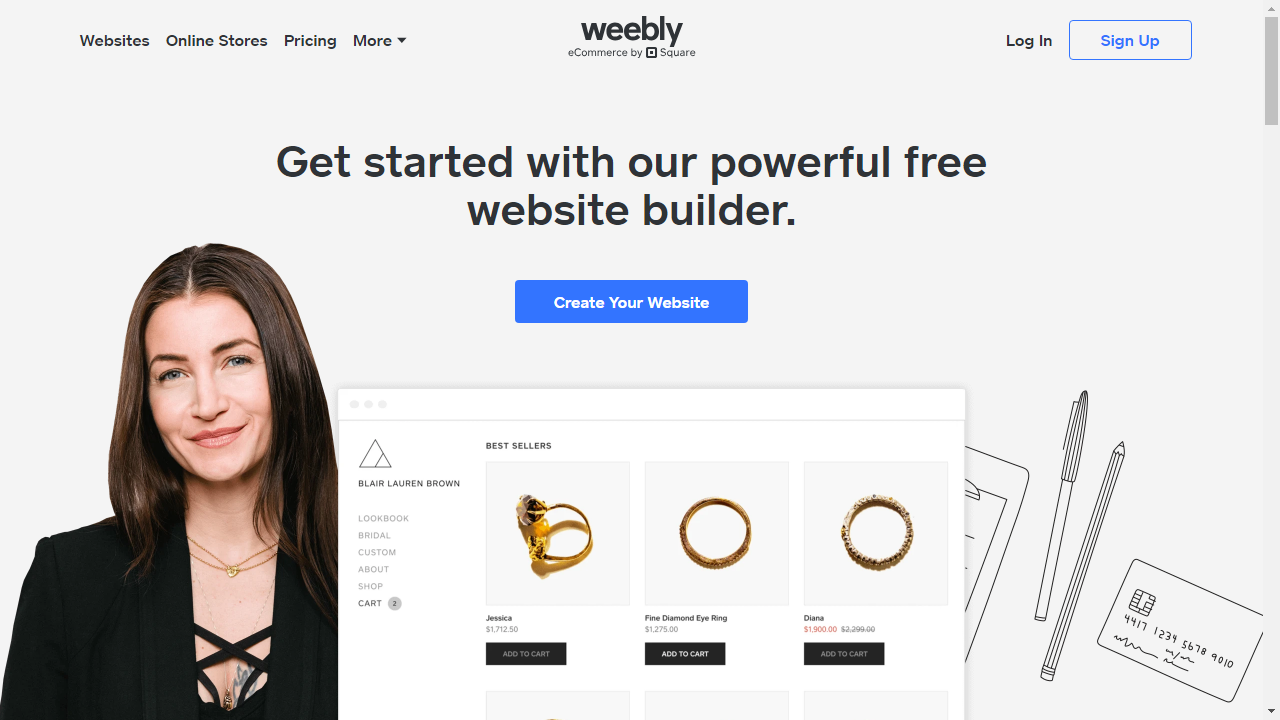 Websites Online Stores Pricing More
weebly
eCommerce by Square
Log In Sign Up
Get started with our powerful free
website builder.
Create Your Website
BLAIR LAUREN BROWN
LOOKBOOK
BRIDAL
CUSTOM
ABOUT
SHOP
CART 2
BEST SELLERS
Jessica
$1,712.50
ADD TO CART
Fine Diamond Eye Ring
$1,275.00
ADD TO CART
Diana
$1,900.00 $2,299.00
ADD TO CART
4417 1234 5678 9010